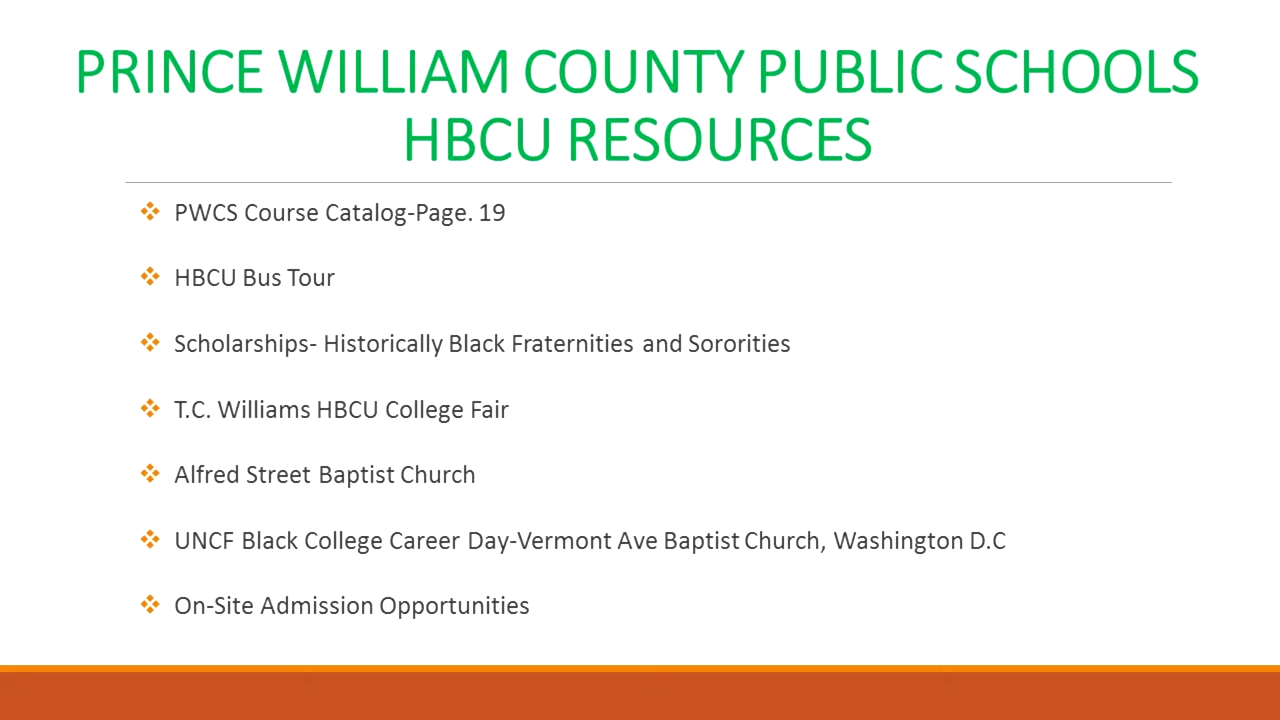 PRINCE WILLIAM COUNTY PUBLIC SCHOOLS
HBCU RESOURCES
PWCS Course Catalog-Page. 19
HBCU Bus Tour
Scholarships- Historically Black Fraternities and Sororities
T.C. Williams HBCU College Fair
Alfred Street Baptist Church
UNCF Black College Career Day-Vermont Ave Baptist Church, Washington D.C
On-Site Admission Opportunities